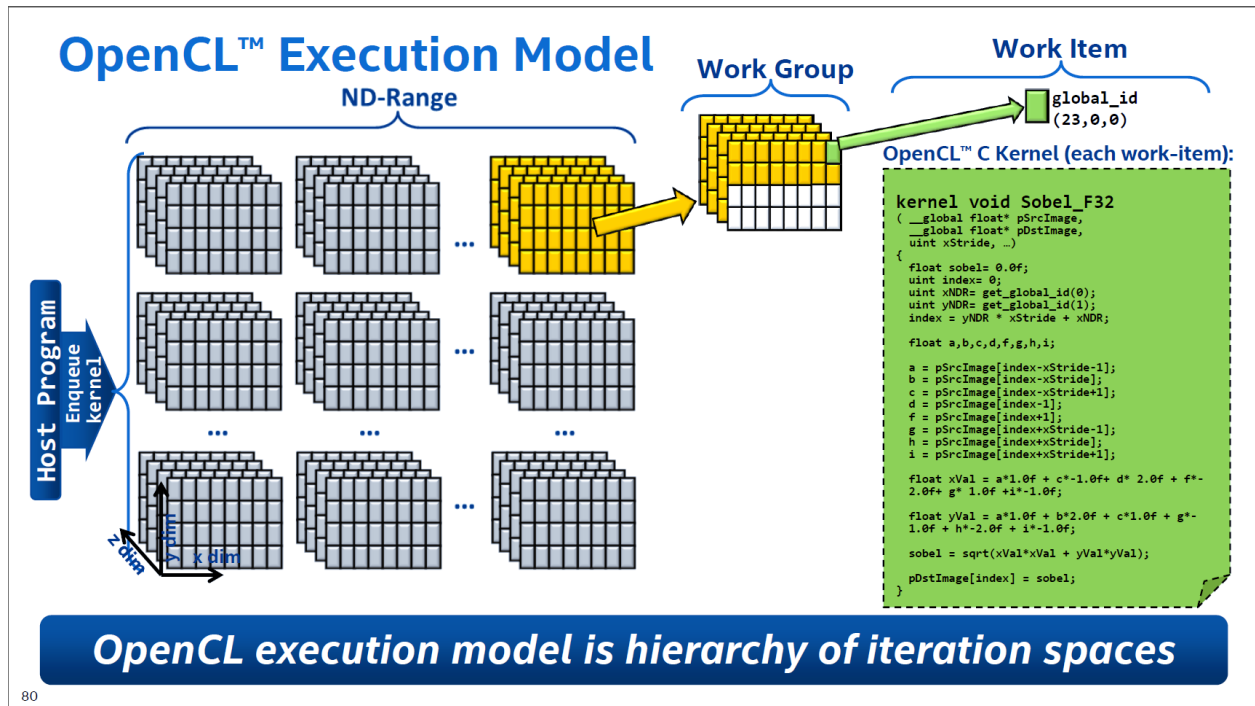 OpenCL™ Execution Model
ND-Range
Work Group
Work Item
global_id
(23,0,0)
Host Program
Enqueue
kernel
...
...
... ... ...
...
z dim
y dim
x dim
OpenCL™ C Kernel (each work-item):
kernel void Sobel_F32
( __global float* pSrcImage,
__global float* pDstImage,
uint xStride, …)
{
float sobel= 0.0f;
uint index= 0;
uint xNDR= get_global_id(0);
uint yNDR= get_global_id(1);
index = yNDR * xStride + xNDR;
float a,b,c,d,f,g,h,i;
a = pSrcImage[index-xStride-1];
b = pSrcImage[index-xStride];
c = pSrcImage[index-xStride+1];
d = pSrcImage[index-1];
f = pSrcImage[index+1];
g = pSrcImage[index+xStride-1];
h = pSrcImage[index+xStride];
i = pSrcImage[index+xStride+1];
float xVal = a*1.0f + c*-1.0f+ d* 2.0f + f*-
2.0f+ g* 1.0f +i*-1.0f;
float yVal = a*1.0f + b*2.0f + c*1.0f + g*-
1.0f + h*-2.0f + i*-1.0f;
sobel = sqrt(xVal*xVal + yVal*yVal);
pDstImage[index] = sobel;
}
OpenCL execution model is hierarchy of iteration spaces
80